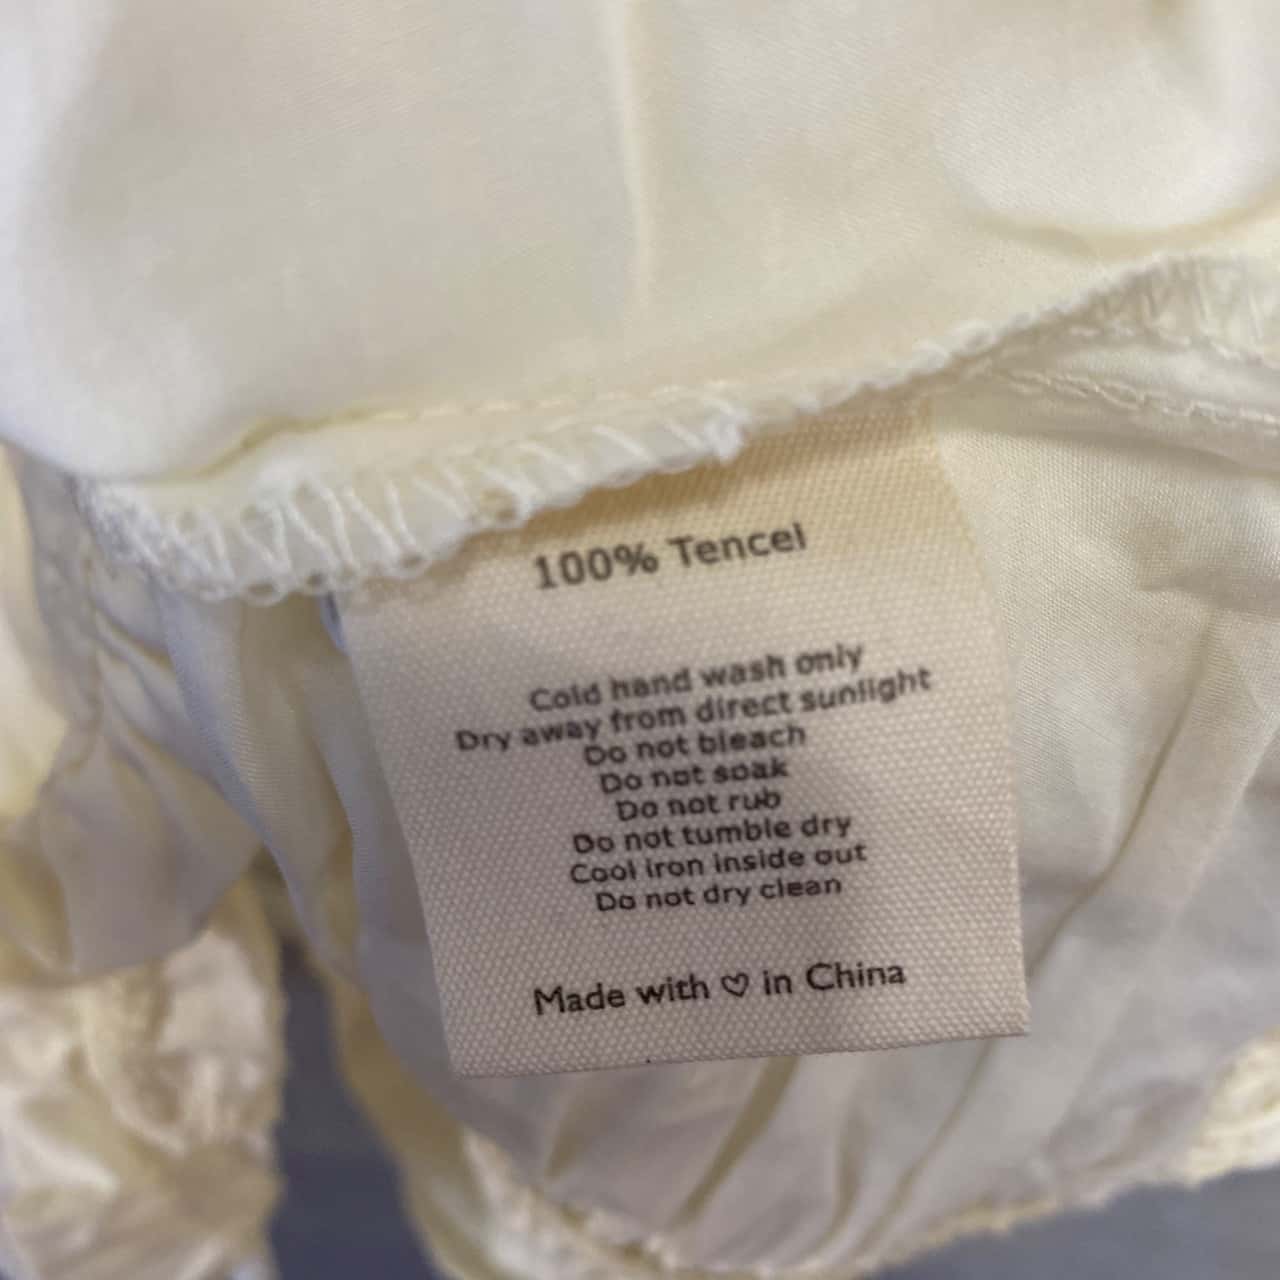 100% Tencel
Cold hand wash only
Dry away from direct sunlight
Do not bleach
Do not soak
Do not rub
Do not tumble dry
Cool iron inside out
Do not dry clean
Made with ♡ in China